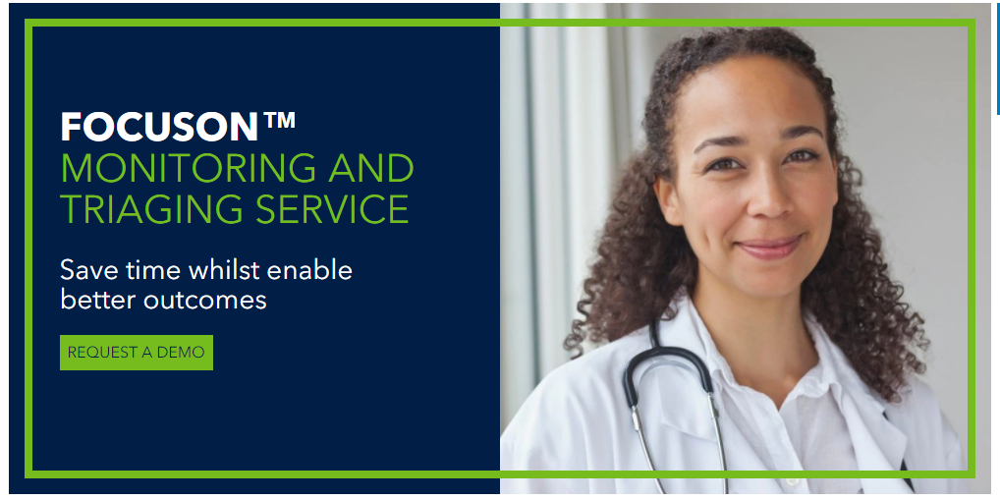 FOCUSON™
MONITORING AND
TRIAGING SERVICE
Save time whilst enable
better outcomes
REQUEST A DEMO